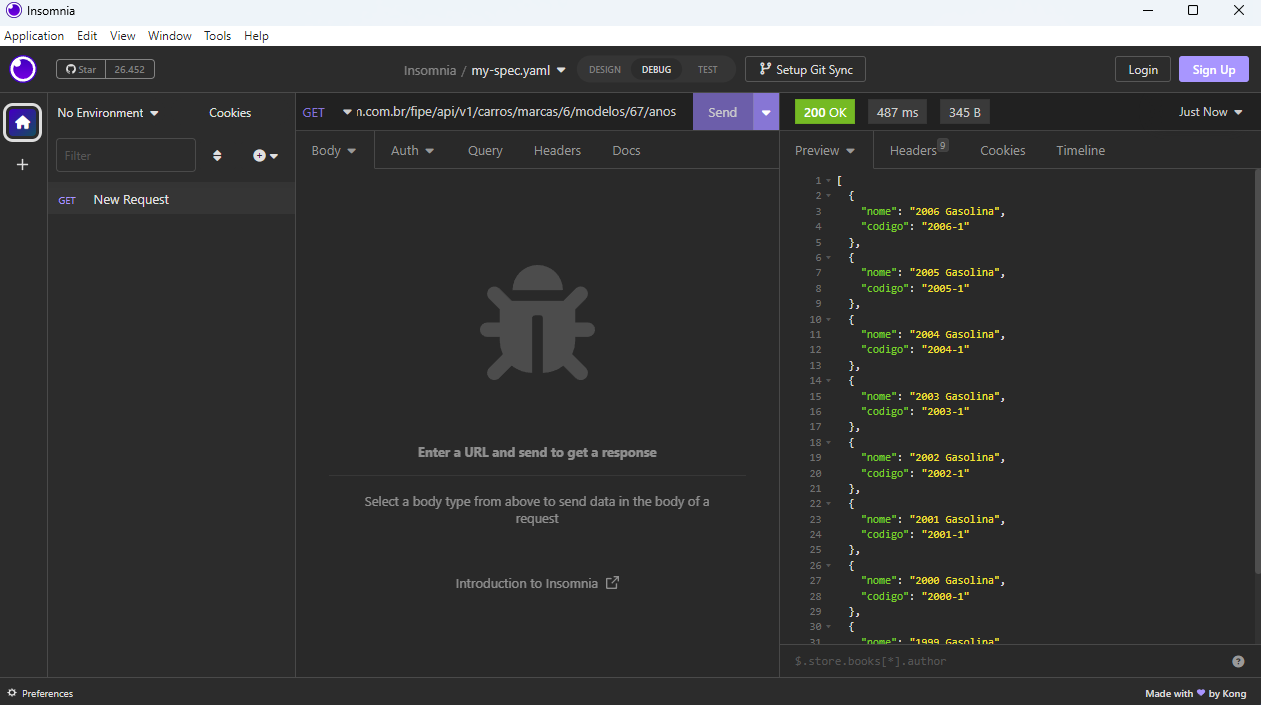 Insomnia
Application Edit View Window Tools Help
Star 26.452 Insomnia / my-spec.yaml DESIGN DEBUG TEST Setup Git Sync Login Sign Up
No Environment Cookies
Filter
GET New Request
GET .com.br/fipe/api/v1/carros/marcas/6/modelos/67/anos Send
Body Auth Query Headers Docs
Enter a URL and send to get a response
Select a body type from above to send data in the body of a
request
Introduction to Insomnia
200 OK 487 ms 345 B Just Now
Preview Headers 9 Cookies Timeline
1 [
2 {
3 "nome": "2006 Gasolina",
4 "codigo": "2006-1"
5 },
6 {
7 "nome": "2005 Gasolina",
8 "codigo": "2005-1"
9 },
10 {
11 "nome": "2004 Gasolina",
12 "codigo": "2004-1"
13 },
14 {
15 "nome": "2003 Gasolina",
16 "codigo": "2003-1"
17 },
18 {
19 "nome": "2002 Gasolina",
20 "codigo": "2002-1"
21 },
22 {
23 "nome": "2001 Gasolina",
24 "codigo": "2001-1"
25 },
26 {
27 "nome": "2000 Gasolina",
28 "codigo": "2000-1"
29 },
30 {
31 "nome": "1999 Gasolina"
$.store.books[*].author ?
Preferences Made with 💜 by Kong